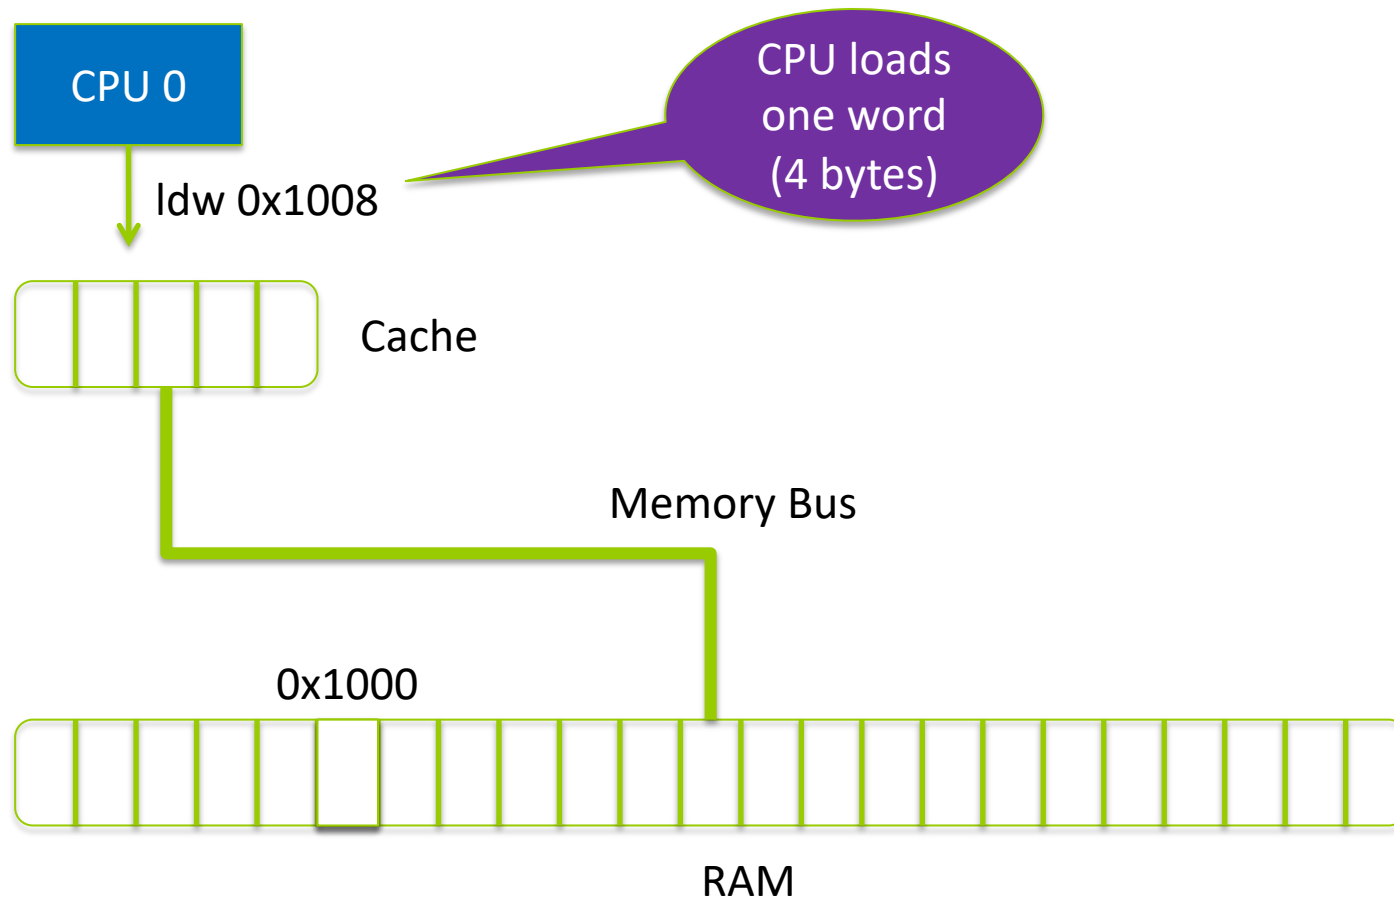 CPU 0
CPU loads
one word
(4 bytes)
ldw 0x1008
Cache
Memory Bus
0x1000
RAM